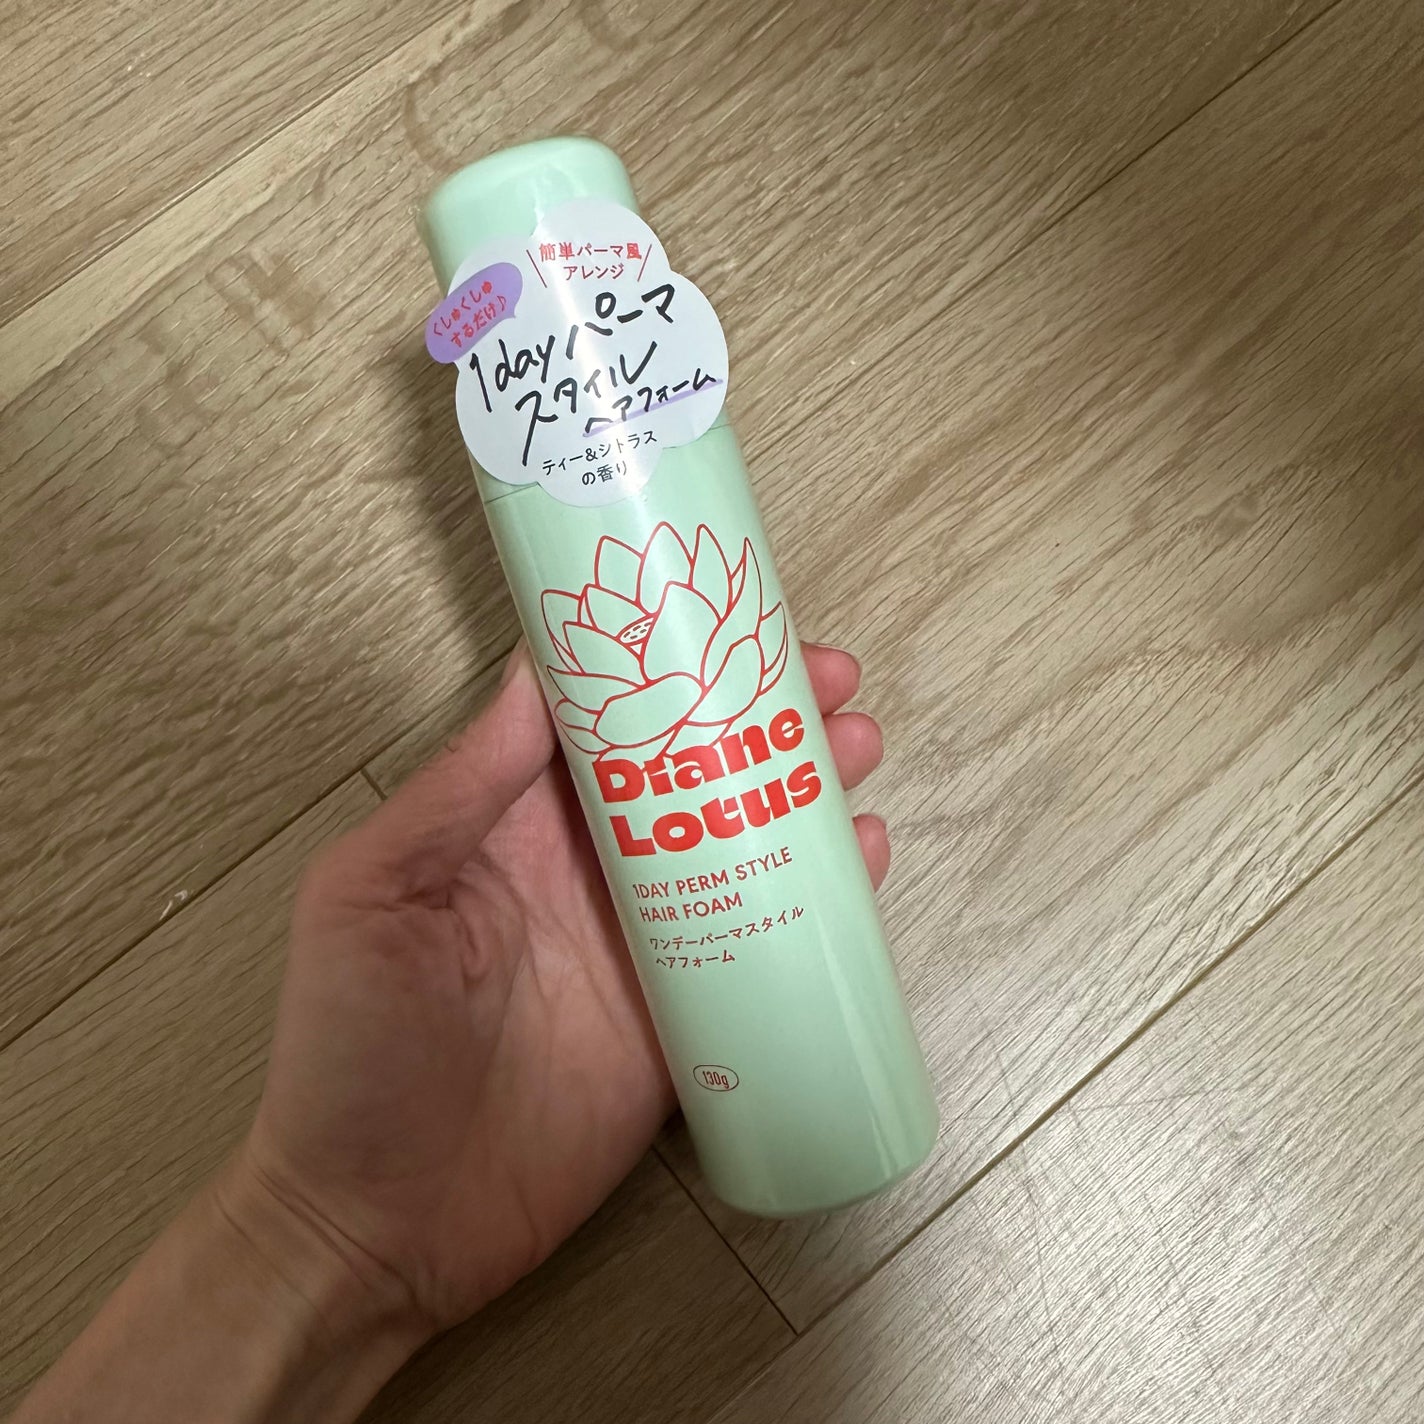 簡単パーマ風
アレンジ
くしゅくしゅ
するだけ♪
1dayパーマ
スタイル
ヘアフォーム
ティー&シトラス
の香り
Diane
Lotus
1DAY PERM STYLE
HAIR FOAM
ワンデーパーマスタイル
ヘアフォーム
130g